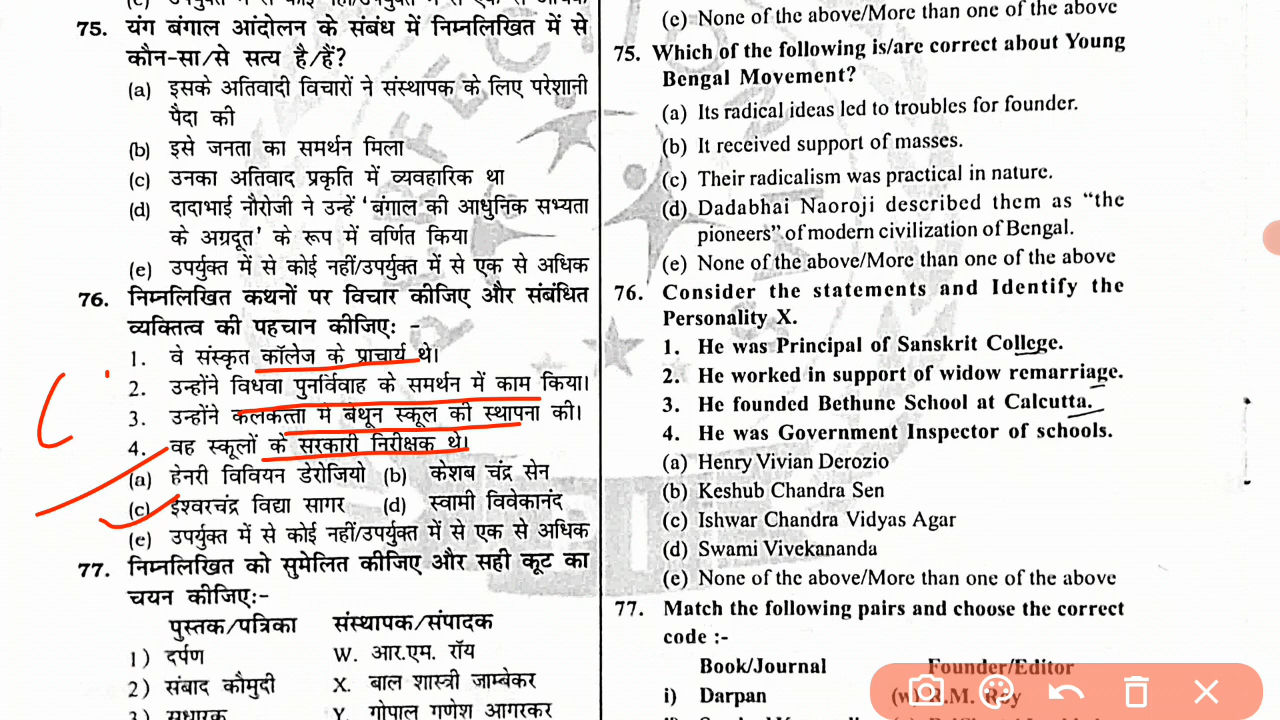 75. यंग बंगाल आंदोलन के संबंध में निम्नलिखित में से
कौन-सा/से सत्य है/हैं?
(a) इसके अतिवादी विचारों ने संस्थापक के लिए परेशानी
पैदा की
(b) इसे जनता का समर्थन मिला
(c) उनका अतिवाद प्रकृति में व्यवहारिक था
(d) दादाभाई नौरोजी ने उन्हें 'बंगाल की आधुनिक सभ्यता
के अग्रदूत' के रूप में वर्णित किया
(e) उपर्युक्त में से कोई नहीं/उपर्युक्त में से एक से अधिक
76. निम्नलिखित कथनों पर विचार कीजिए और संबंधित
व्यक्तित्व की पहचान कीजिए: -
1. वे संस्कृत कॉलेज के प्राचार्य थे।
2. उन्होंने विधवा पुनर्विवाह के समर्थन में काम किया।
3. उन्होंने कलकत्ता में बेथून स्कूल की स्थापना की।
4. वह स्कूलों के सरकारी निरीक्षक थे।
(a) हेनरी विवियन डेरोजियो (b) केशब चंद्र सेन
(c) ईश्वरचंद्र विद्या सागर (d) स्वामी विवेकानंद
(e) उपर्युक्त में से कोई नहीं/उपर्युक्त में से एक से अधिक
77. निम्नलिखित को सुमेलित कीजिए और सही कूट का
चयन कीजिए:-
पुस्तक/पत्रिका संस्थापक/संपादक
1) दर्पण W. आर.एम. रॉय
2) संबाद कौमुदी X. बाल शास्त्री जाम्बेकर
3) सुधारक Y. गोपाल गणेश आगरकर
(e) None of the above/More than one of the above
75. Which of the following is/are correct about Young
Bengal Movement?
(a) Its radical ideas led to troubles for founder.
(b) It received support of masses.
(c) Their radicalism was practical in nature.
(d) Dadabhai Naoroji described them as “the
pioneers” of modern civilization of Bengal.
(e) None of the above/More than one of the above
76. Consider the statements and Identify the
Personality X.
1. He was Principal of Sanskrit College.
2. He worked in support of widow remarriage.
3. He founded Bethune School at Calcutta.
4. He was Government Inspector of schools.
(a) Henry Vivian Derozio
(b) Keshub Chandra Sen
(c) Ishwar Chandra Vidyas Agar
(d) Swami Vivekananda
(e) None of the above/More than one of the above
77. Match the following pairs and choose the correct
code :-
Book/Journal Founder/Editor
i) Darpan (w) R.M. Roy